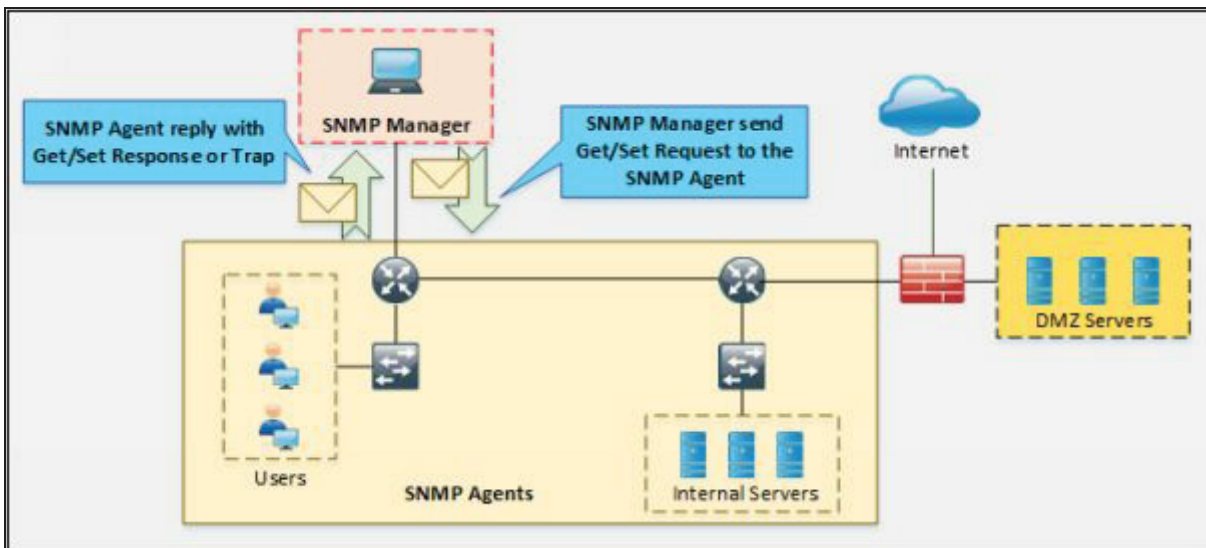 SNMP Agent reply with
Get/Set Response or Trap
SNMP Manager
SNMP Manager send
Get/Set Request to the
SNMP Agent
Internet
DMZ Servers
Users
SNMP Agents
Internal Servers